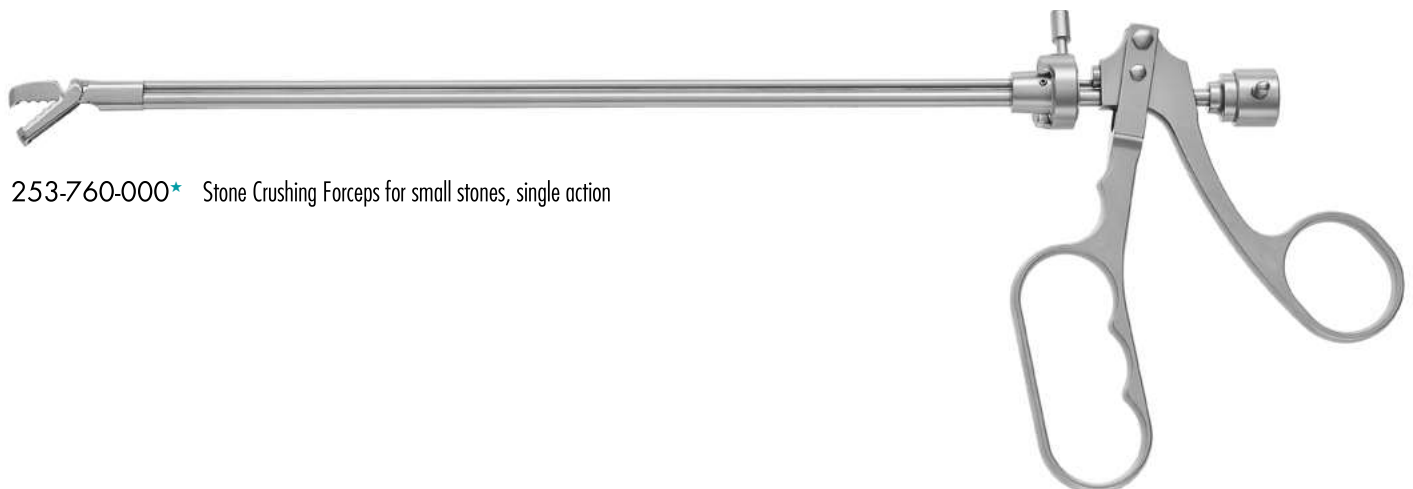 253-760-000★ Stone Crushing Forceps for small stones, single action